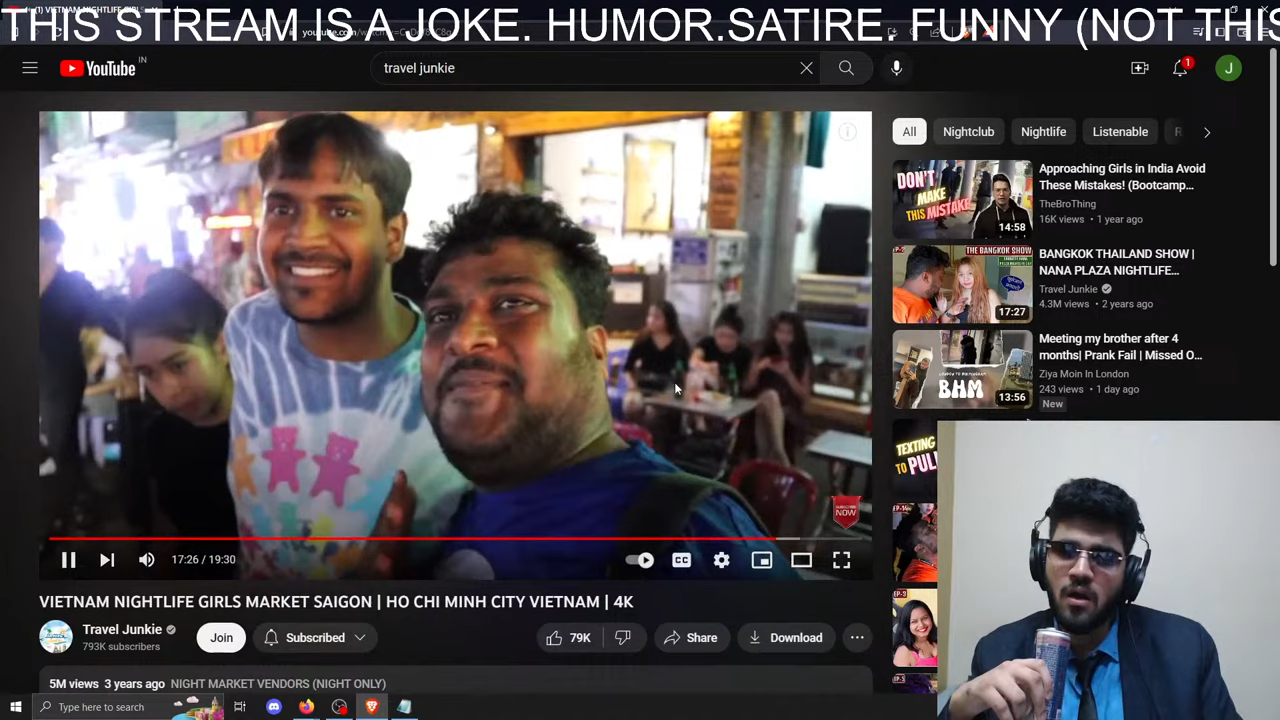 THIS STREAM IS A JOKE. HUMOR.SATIRE. FUNNY (NOT THIS
YouTube IN
travel junkie
1
J
All
Nightclub
Nightlife
Listenable
DON'T
MAKE
THIS MISTAKE
14:58
Approaching Girls in India Avoid
These Mistakes! (Bootcamp...
TheBroThing
16K views • 1 year ago
THE BANGKOK SHOW
17:27
BANGKOK THAILAND SHOW |
NANA PLAZA NIGHTLIFE...
Travel Junkie
4.3M views • 2 years ago
BHM
13:56
Meeting my brother after 4
months| Prank Fail | Missed O...
Ziya Moin In London
243 views • 1 day ago
New
TEXTING
TO PULL
SUBSCRIBE
NOW
17:26 / 19:30
CC
VIETNAM NIGHTLIFE GIRLS MARKET SAIGON | HO CHI MINH CITY VIETNAM | 4K
Travel Junkie
793K subscribers
Join
Subscribed
79K
Share
Download
5M views 3 years ago NIGHT MARKET VENDORS (NIGHT ONLY)
Type here to search